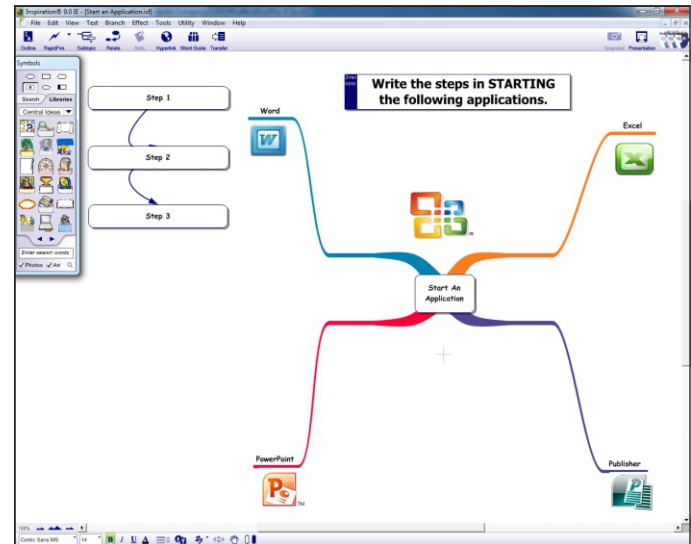 Inspiration® 9.0 IE - [Start an Application.isf]
File Edit View Text Branch Effect Tools Utility Window Help
Outline RapidFire Subtopic Relate Note Hyperlink Word Guide Transfer
Snapshot Presentation
Symbols
Search Libraries
Central Ideas
Enter search words
Photos Art
Step 1
Step 2
Step 3
Write the steps in STARTING
the following applications.
Word
W
Excel
X
Start An
Application
PowerPoint
P
TM
Publisher
P
100%
Comic Sans MS 14 B I U A